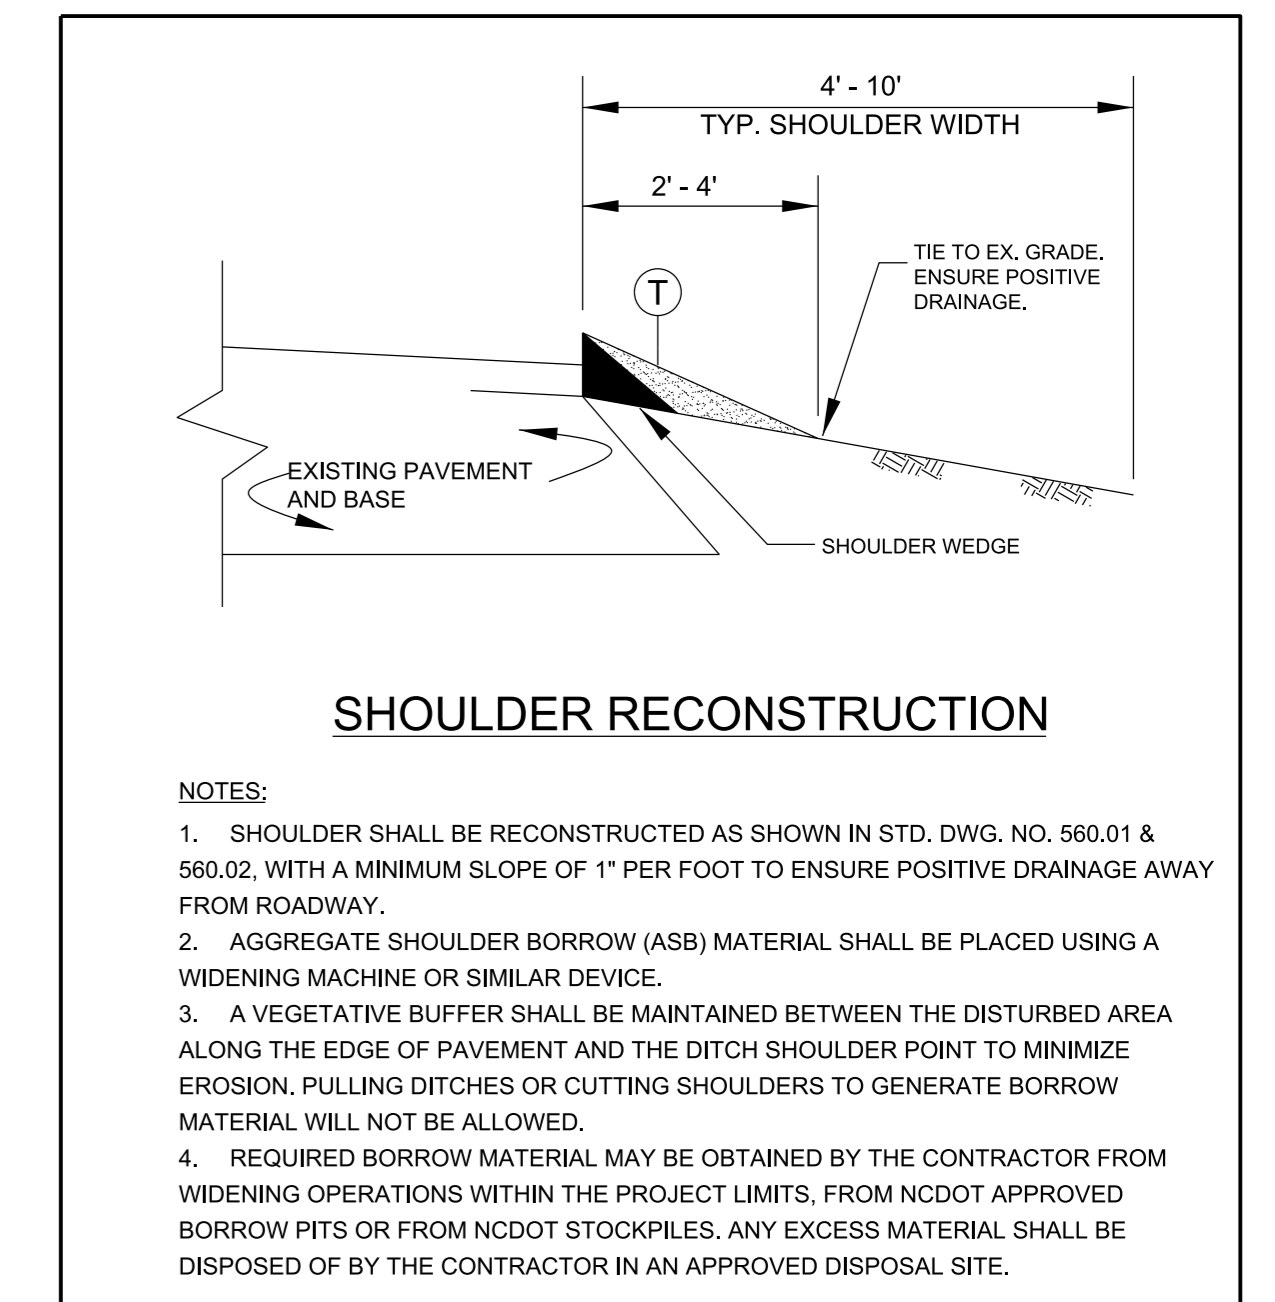 4' - 10'
TYP. SHOULDER WIDTH
2' - 4'
TIE TO EX. GRADE.
ENSURE POSITIVE
DRAINAGE.
T
EXISTING PAVEMENT
AND BASE
SHOULDER WEDGE
SHOULDER RECONSTRUCTION
NOTES:
1. SHOULDER SHALL BE RECONSTRUCTED AS SHOWN IN STD. DWG. NO. 560.01 &
560.02, WITH A MINIMUM SLOPE OF 1" PER FOOT TO ENSURE POSITIVE DRAINAGE AWAY
FROM ROADWAY.
2. AGGREGATE SHOULDER BORROW (ASB) MATERIAL SHALL BE PLACED USING A
WIDENING MACHINE OR SIMILAR DEVICE.
3. A VEGETATIVE BUFFER SHALL BE MAINTAINED BETWEEN THE DISTURBED AREA
ALONG THE EDGE OF PAVEMENT AND THE DITCH SHOULDER POINT TO MINIMIZE
EROSION. PULLING DITCHES OR CUTTING SHOULDERS TO GENERATE BORROW
MATERIAL WILL NOT BE ALLOWED.
4. REQUIRED BORROW MATERIAL MAY BE OBTAINED BY THE CONTRACTOR FROM
WIDENING OPERATIONS WITHIN THE PROJECT LIMITS, FROM NCDOT APPROVED
BORROW PITS OR FROM NCDOT STOCKPILES. ANY EXCESS MATERIAL SHALL BE
DISPOSED OF BY THE CONTRACTOR IN AN APPROVED DISPOSAL SITE.